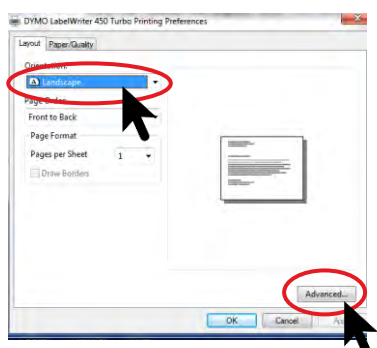 DYMO LabelWriter 450 Turbo Printing Preferences
Layout Paper/Quality
Orientation:
A Landscape
Page Order:
Front to Back
Page Format
Pages per Sheet 1
Draw Borders
Advanced...
OK Cancel